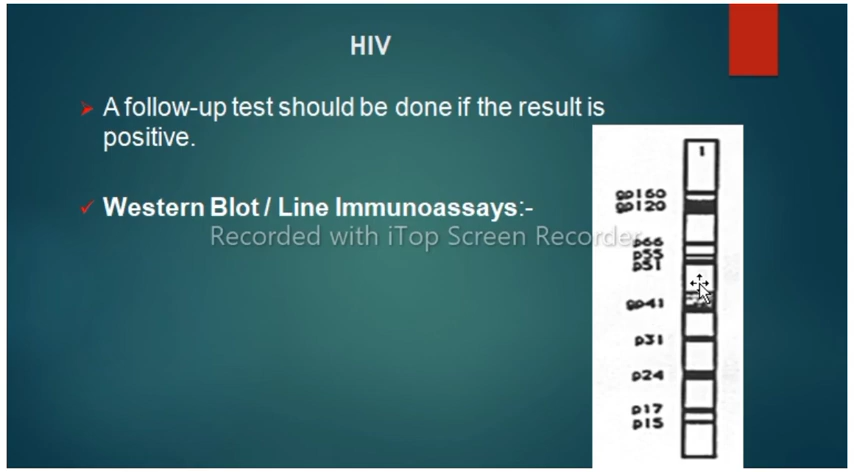 HIV
A follow-up test should be done if the result is
positive.
Western Blot / Line Immunoassays:-
Recorded with iTop Screen Recorder
1
gp160
gp120
p66
p55
p51
gp41
p31
p24
p17
p15